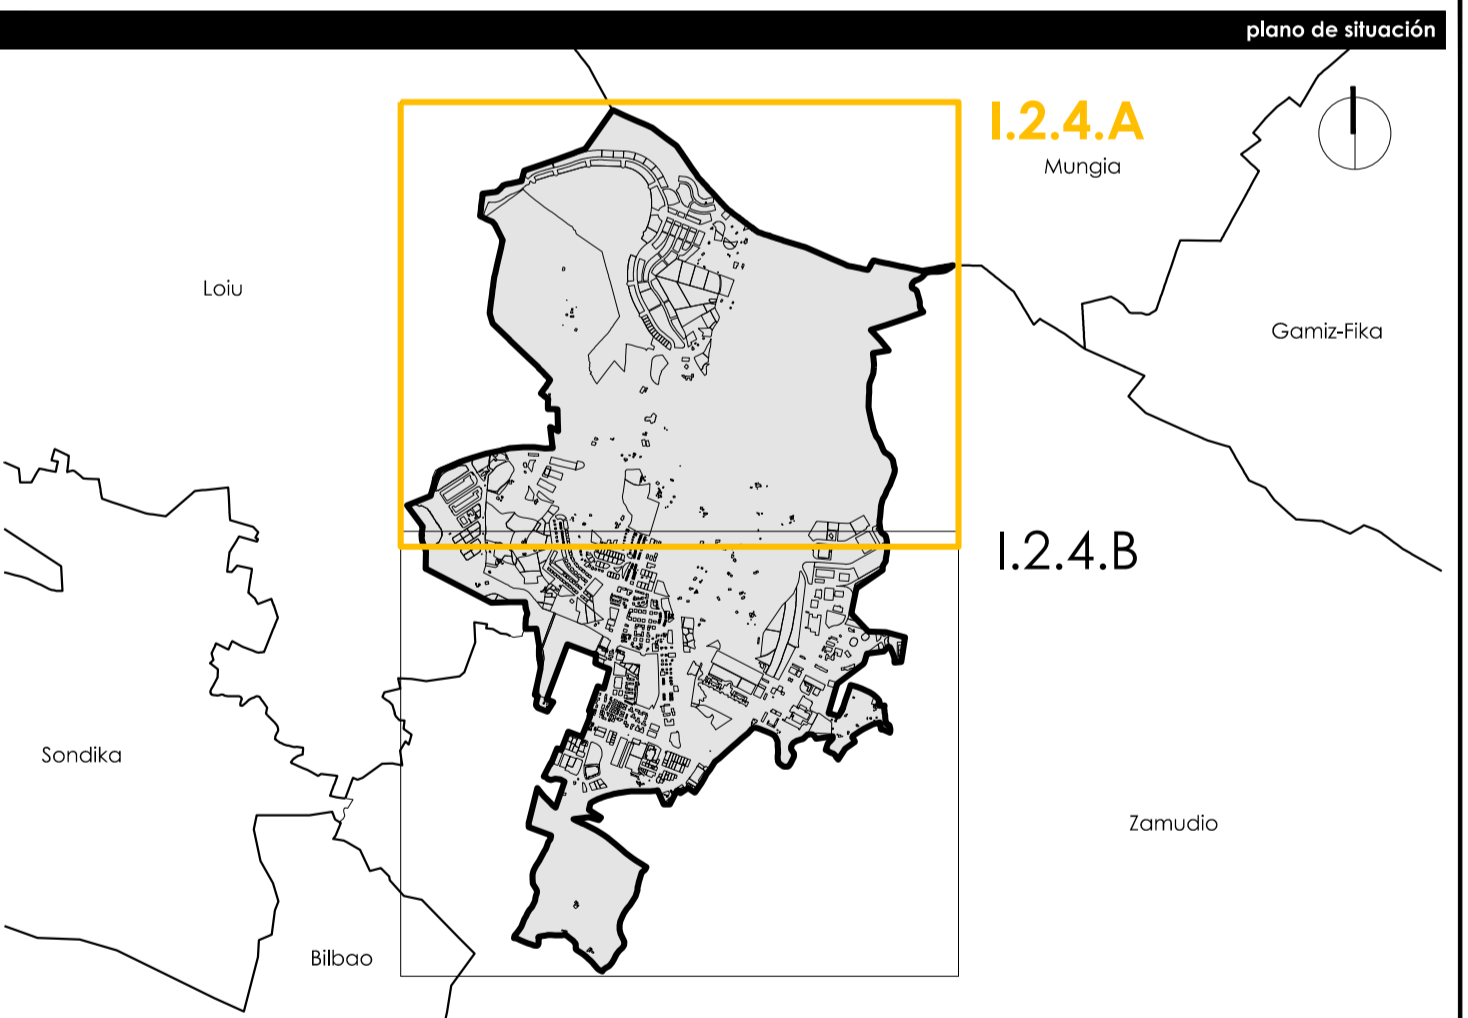 plano de situación
I.2.4.A
Mungia
Loiu
Gamiz-Fika
I.2.4.B
Sondika
Zamudio
Bilbao